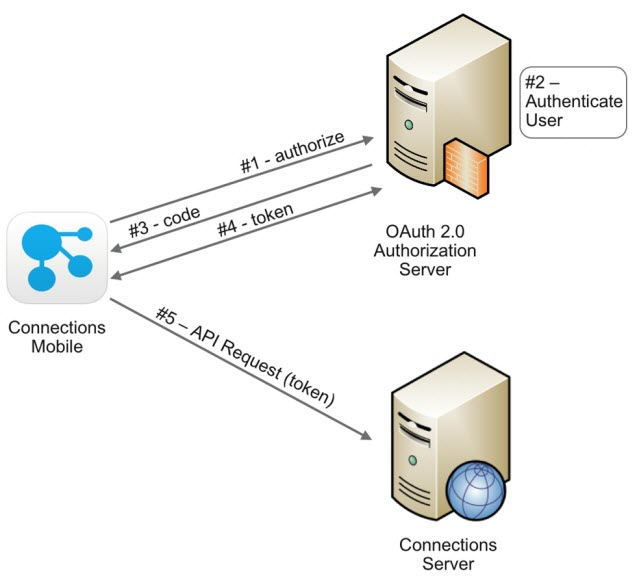 #1 - authorize
#2 –
Authenticate
User
#3 - code
#4 - token
OAuth 2.0
Authorization
Server
Connections
Mobile
#5 – API Request (token)
Connections
Server